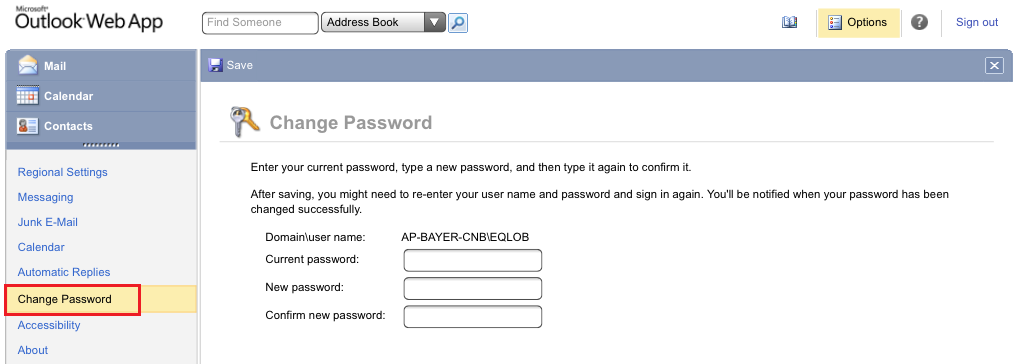 Microsoft®
Outlook Web App
Find Someone
Address Book
Options
Sign out
Mail
Calendar
Contacts
Regional Settings
Messaging
Junk E-Mail
Calendar
Automatic Replies
Change Password
Accessibility
About
Save
Change Password
Enter your current password, type a new password, and then type it again to confirm it.
After saving, you might need to re-enter your user name and password and sign in again. You'll be notified when your password has been
changed successfully.
Domain\user name: AP-BAYER-CNB\EQLOB
Current password:
New password:
Confirm new password: